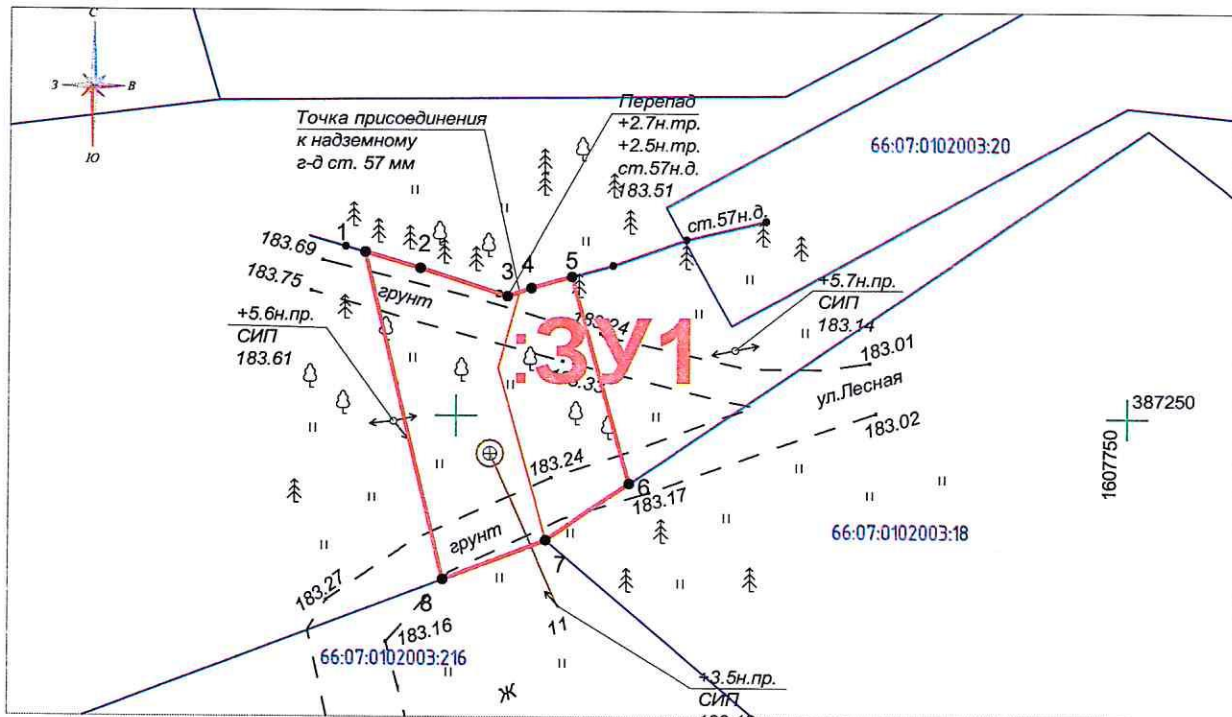 С
З
В
Ю
Точка присоединения
к надземному
г-д ст. 57 мм
Перепад
+2.7н.тр.
+2.5н.тр.
ст.57н.д.
183.51
66:07:0102003:20
ст.57н.д.
1
2
3
4
5
183.69
183.75
грунт
+5.6н.пр.
СИП
183.61
+5.7н.пр.
СИП
183.14
:ЗУ1
183.01
ул.Лесная
183.02
387250
1607750
183.24
6
183.17
66:07:0102003:18
грунт
7
8
183.27
183.16
11
66:07:0102003:216
Ж
+3.5н.пр.
СИП